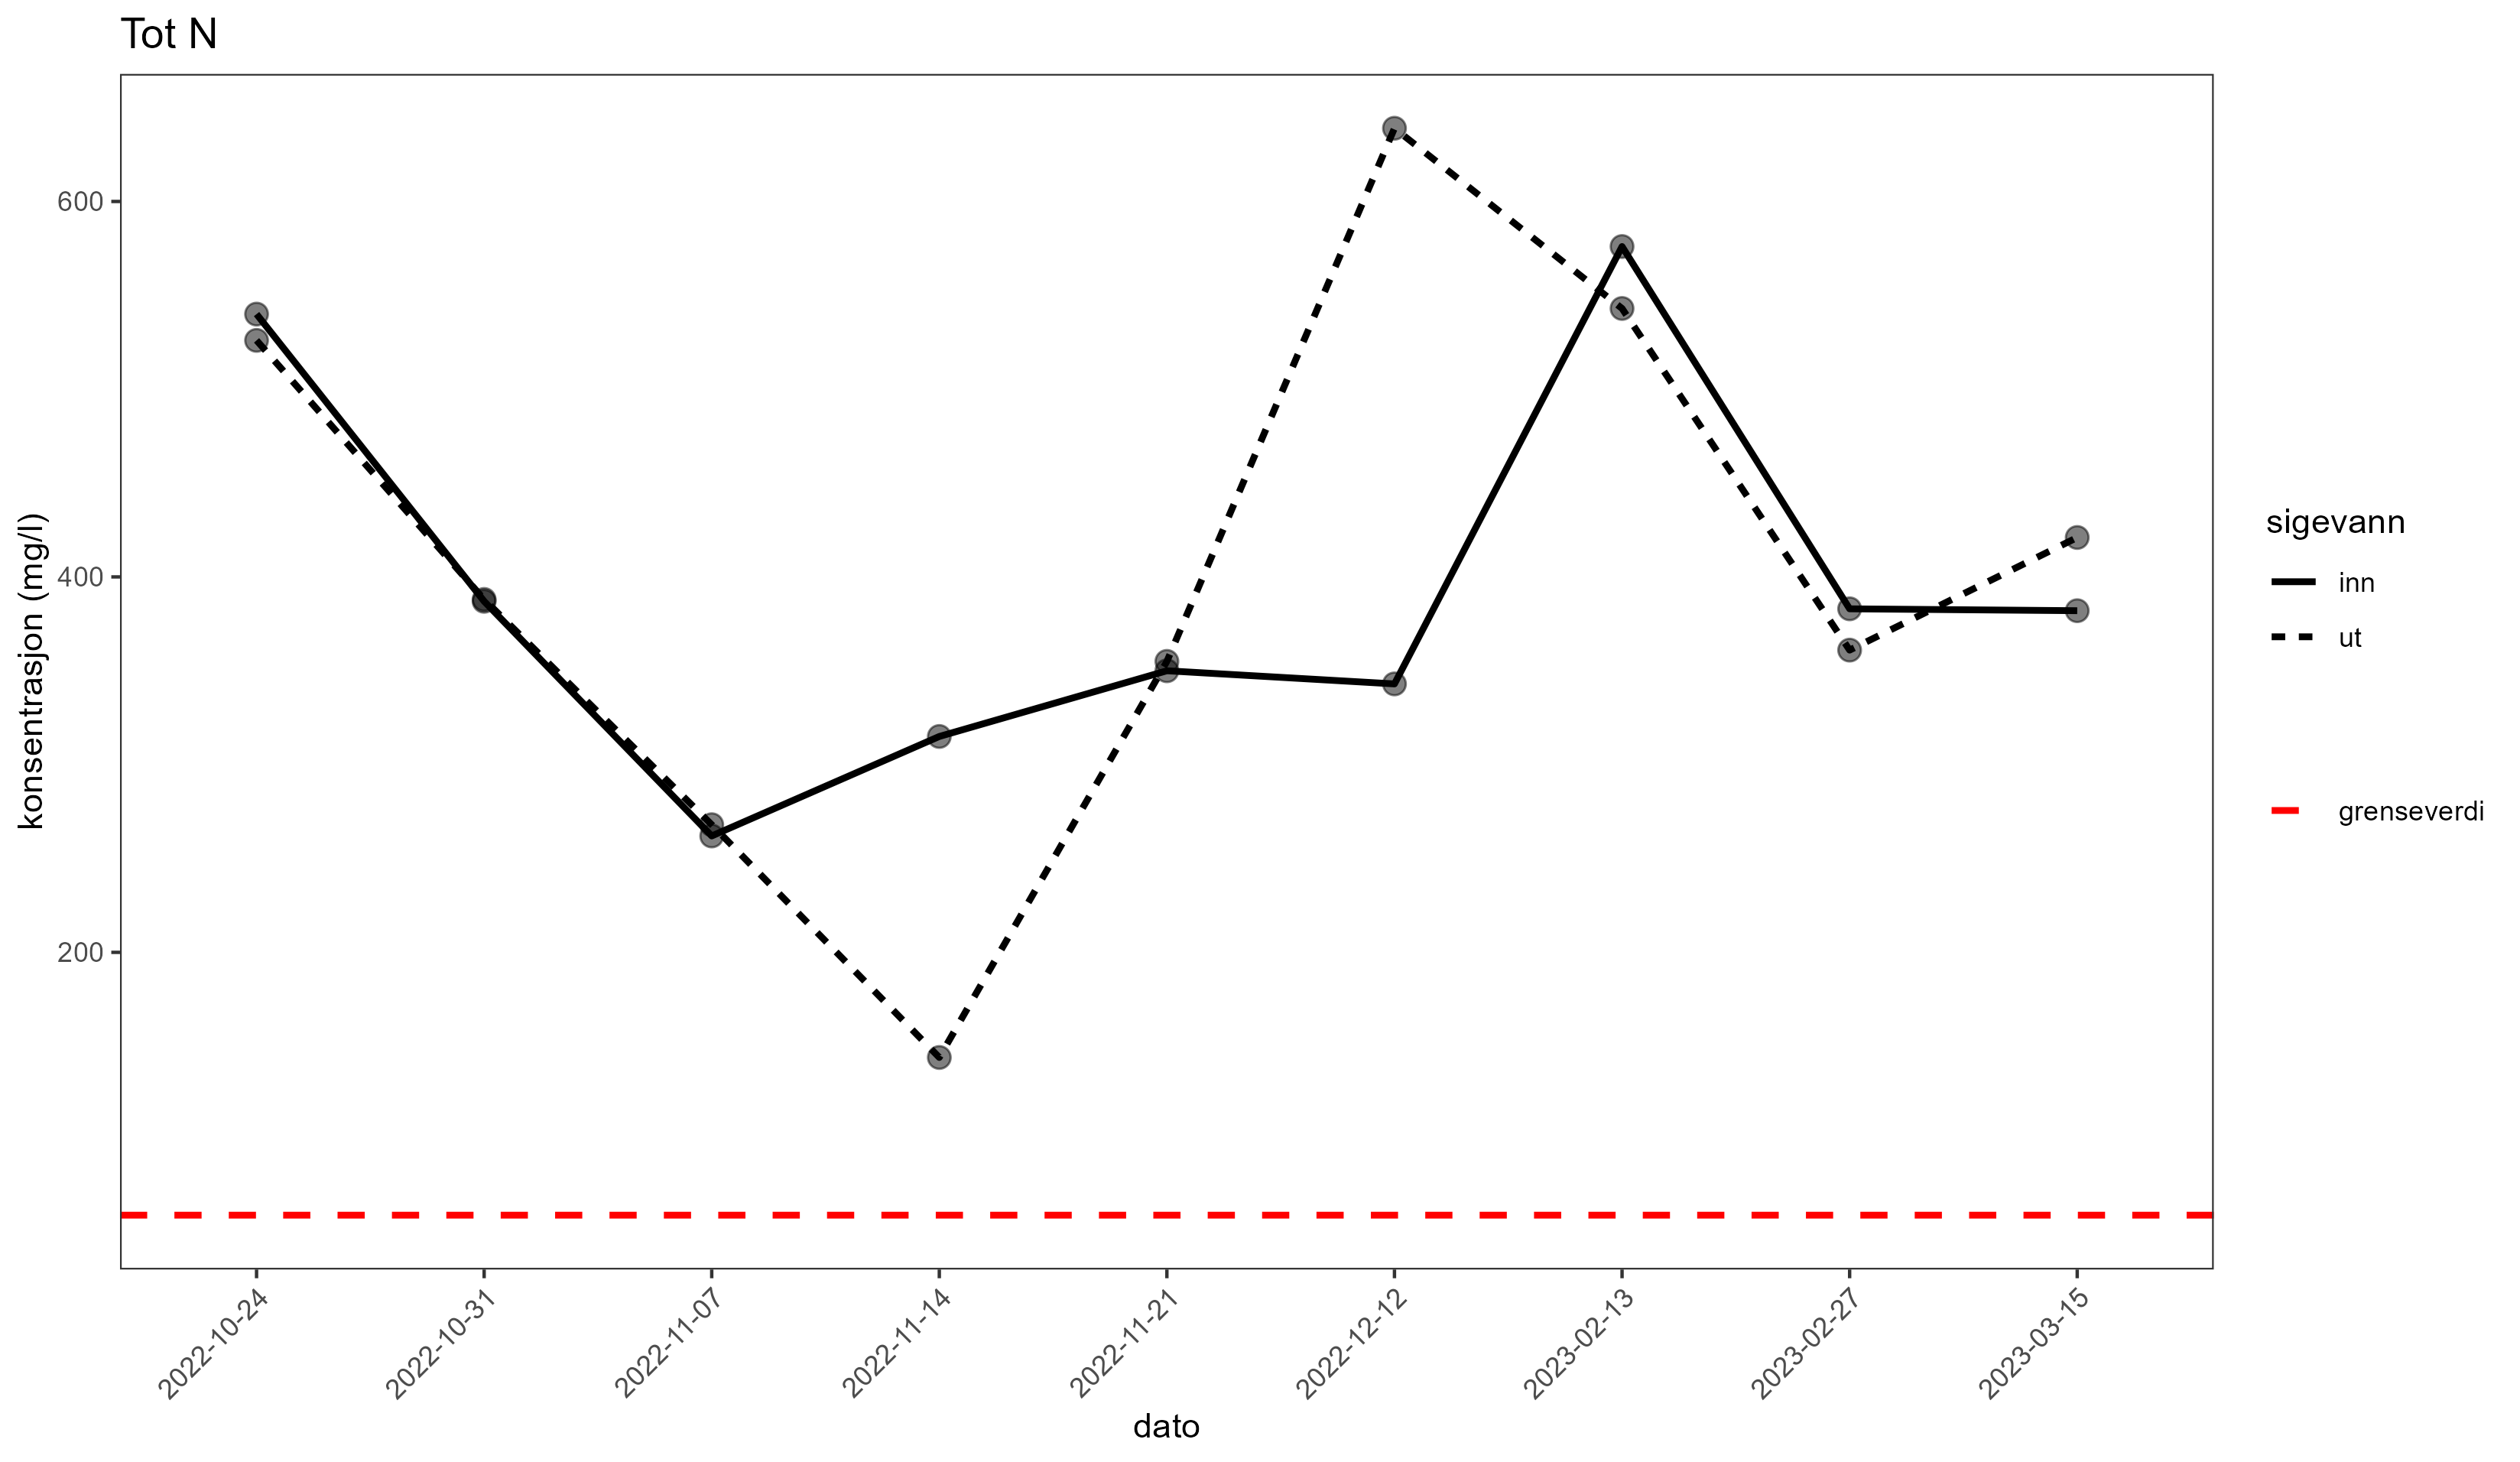 Tot N
konsentrasjon (mg/l)
600
400
200
2022-10-24
2022-10-31
2022-11-07
2022-11-14
2022-11-21
2022-12-12
2023-02-13
2023-02-27
2023-03-15
dato
sigevann
inn
ut
grenseverdi